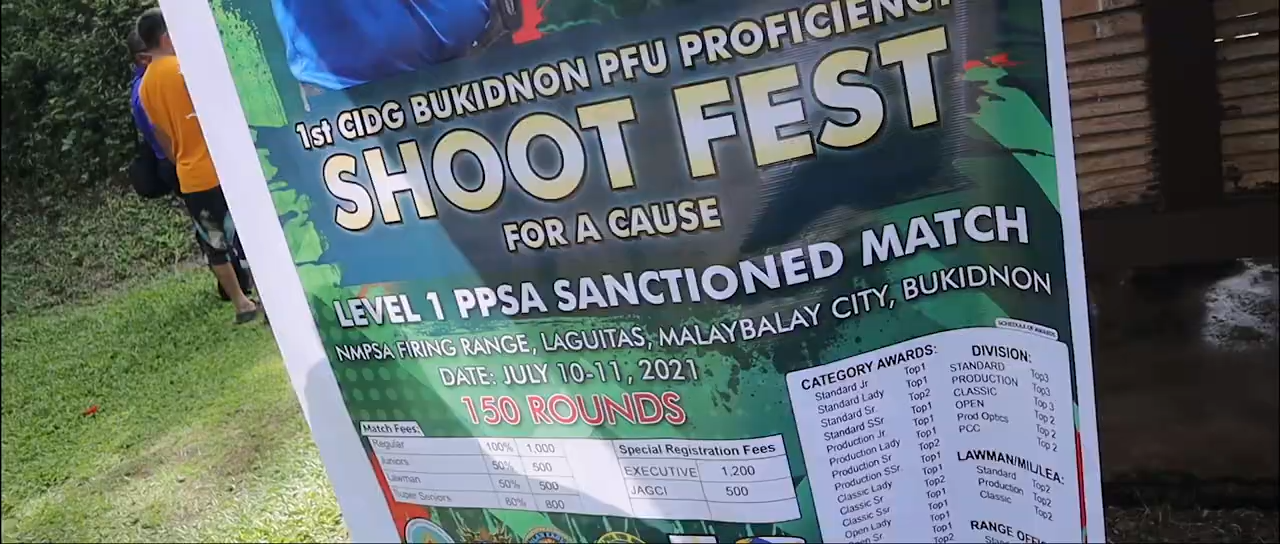 1st CIDG BUKIDNON PFU PROFICIENCY
SHOOT FEST
FOR A CAUSE
LEVEL 1 PPSA SANCTIONED MATCH
NMPSA FIRING RANGE, LAGUITAS, MALAYBALAY CITY, BUKIDNON
DATE: JULY 10-11, 2021
150 ROUNDS
Match Fees:
Regular 100% 1,000
Juniors 50% 500
Lawman 50% 500
Super Seniors 80% 800
Special Registration Fees
EXECUTIVE 1,200
JAGCI 500
SCHEDULE OF AWARDS
CATEGORY AWARDS:
Standard Jr Top1
Standard Lady Top1
Standard Sr. Top2
Standard SSr Top1
Production Jr Top1
Production Lady Top1
Production Sr Top2
Production SSr. Top1
Classic Lady Top1
Classic Sr Top2
Classic SSr Top1
Open Lady Top1
Open Sr Top2
DIVISION:
STANDARD Top3
PRODUCTION Top3
CLASSIC Top 3
OPEN Top 2
Prod Optics Top 2
PCC Top 2
LAWMAN/MIL/LEA:
Standard Top2
Production Top2
Classic Top2
RANGE